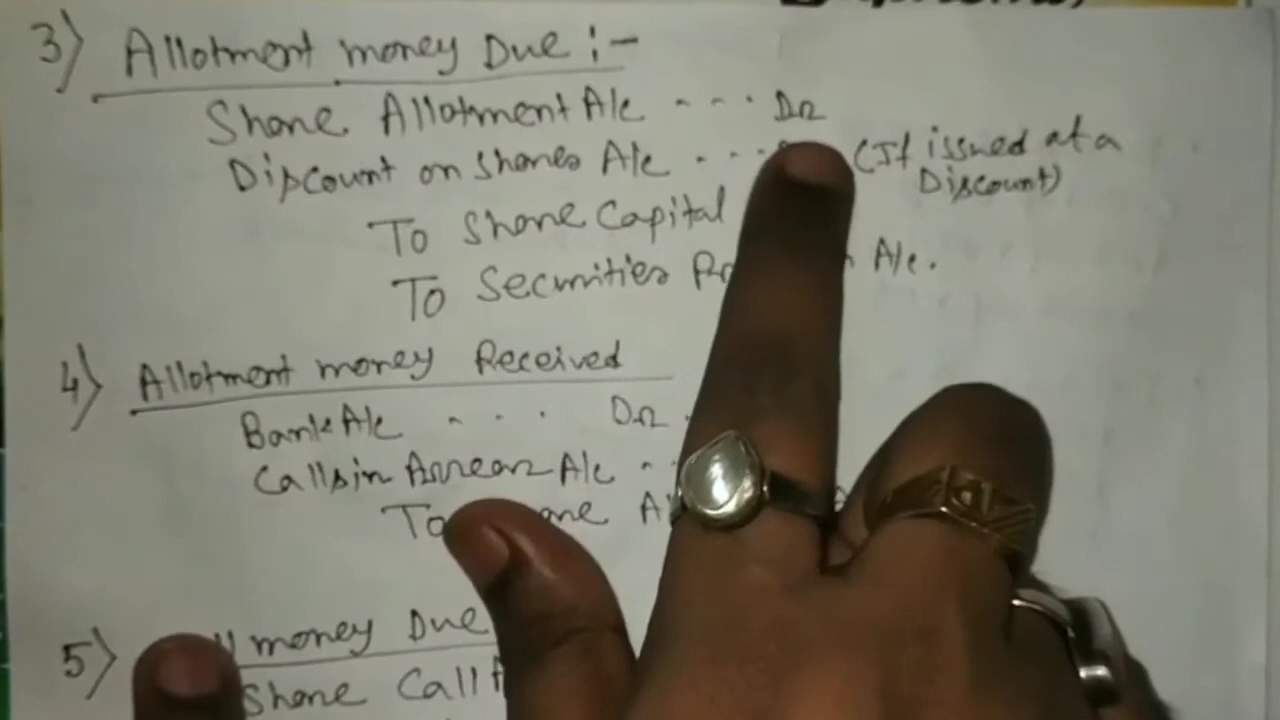 3) Allotment money Due :-
Share Allotment A/c - - - . Dr
Discount on shares A/c . - - . (If issued at a
Discount)
To Share Capital
To Securities A/c.
4) Allotment money Received
Bank A/c - . . Dr .
Calls in Arrear A/c - -
To
5) money Due
Share Call